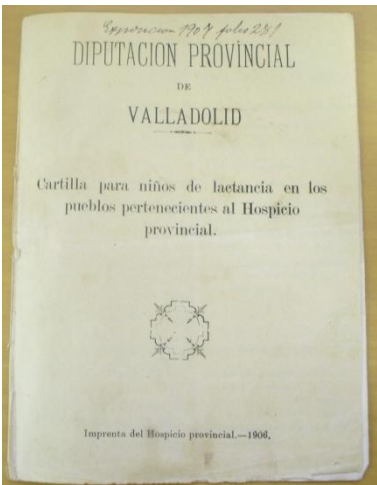 1907 folio 281
DIPUTACION PROVINCIAL
DE
VALLADOLID
Cartilla para niños de lactancia en los
pueblos pertenecientes al Hospicio
provincial.
Imprenta del Hospicio provincial.—1906.